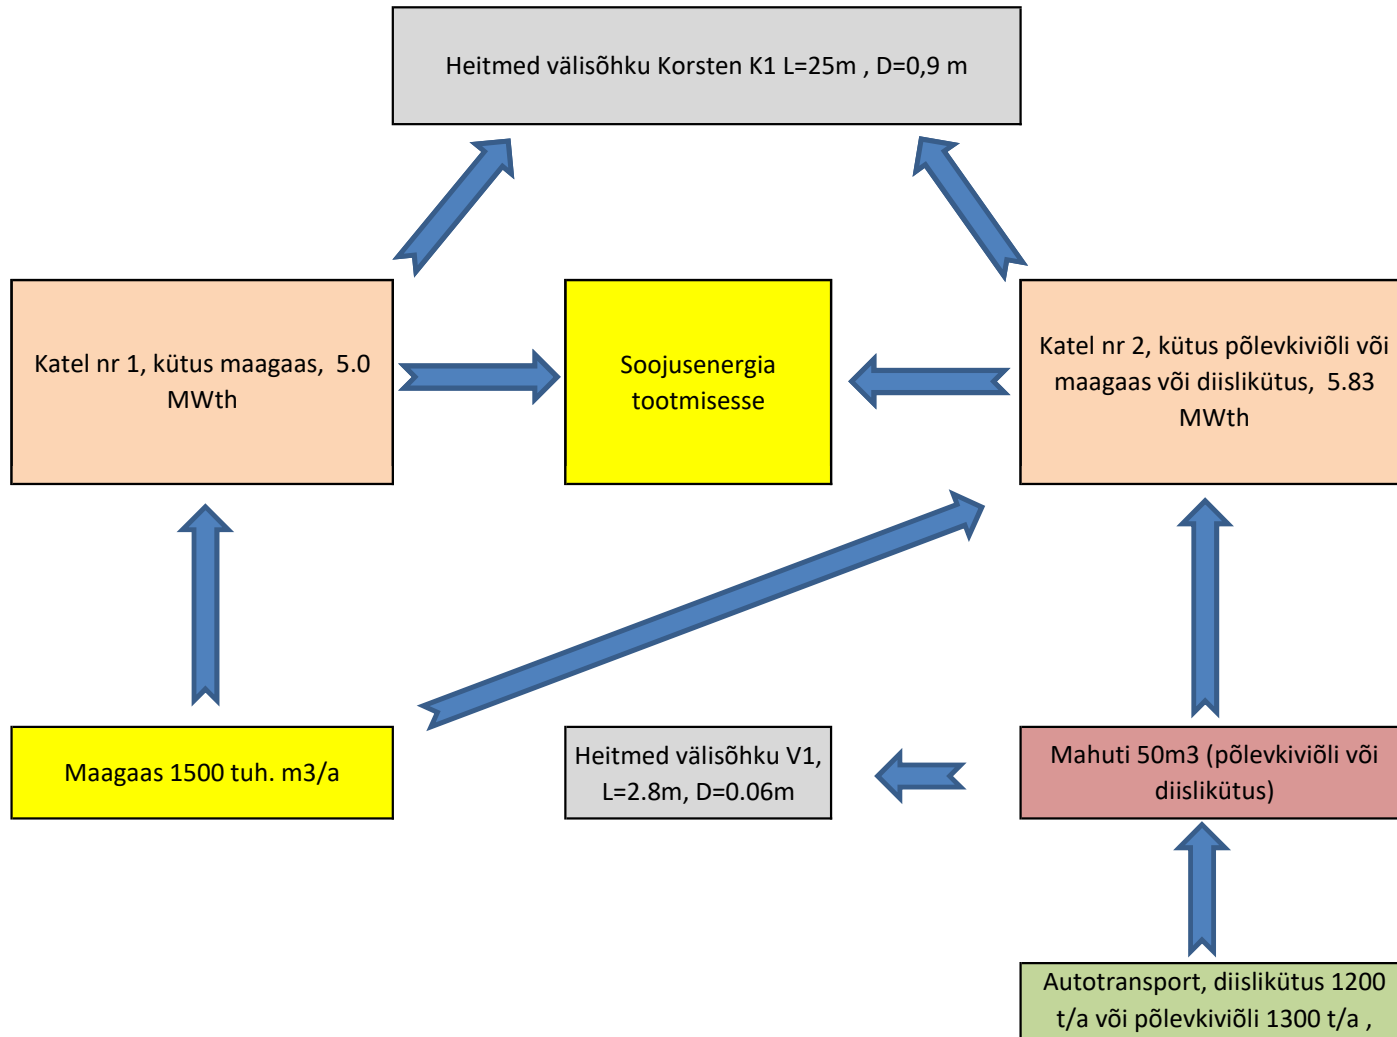 Heitmed välisõhku Korsten K1 L=25m , D=0,9 m
Katel nr 1, kütus maagaas,  5.0
MWth
Soojusenergia
tootmisesse
Katel nr 2, kütus põlevkiviõli või
maagaas või diislikütus,  5.83
MWth
Maagaas 1500 tuh. m3/a
Heitmed välisõhku V1,
L=2.8m, D=0.06m
Mahuti 50m3 (põlevkiviõli või
diislikütus)
Autotransport, diislikütus 1200
t/a või põlevkiviõli 1300 t/a ,